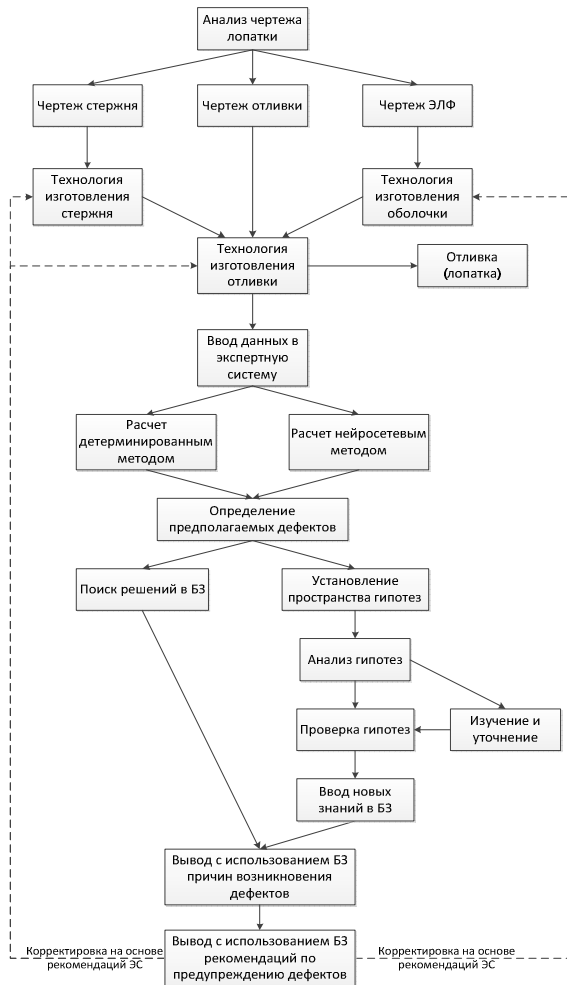 Анализ чертежа
лопатки
Чертеж стержня
Чертеж отливки
Чертеж ЭЛФ
Технология
изготовления
стержня
Технология
изготовления
оболочки
Технология
изготовления
отливки
Отливка
(лопатка)
Ввод данных в
экспертную
систему
Расчет
детерминированным
методом
Расчет нейросетевым
методом
Определение
предполагаемых дефектов
Поиск решений в БЗ
Установление
пространства гипотез
Анализ гипотез
Проверка гипотез
Изучение и
уточнение
Ввод новых
знаний в БЗ
Вывод с использованием БЗ
причин возникновения
дефектов
Корректировка на основе
рекомендаций ЭС
Вывод с использованием БЗ
рекомендаций по
предупреждению дефектов
Корректировка на основе
рекомендаций ЭС